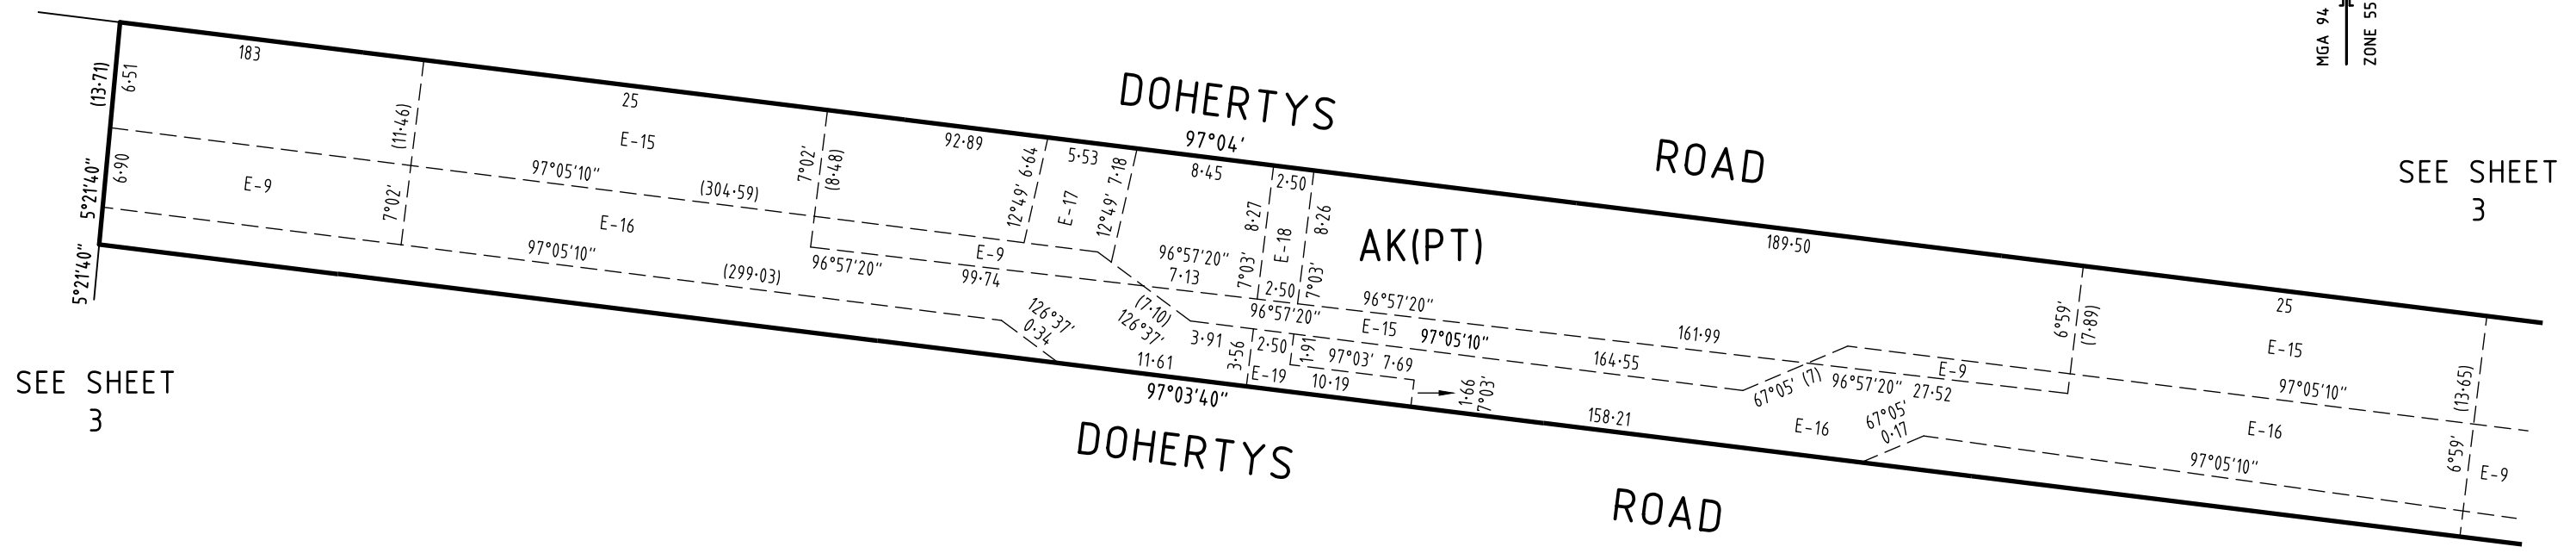 MGA 94
ZONE 55
DOHERTYS
ROAD
97°04'
SEE SHEET
3
(13·71)
6·51
183
(11·46)
25
E-15
7°02'
(8·48)
92·89
12°49' 6·64
5·53
E-17
12°49' 7·18
8·45
2·50
8·27
7°03'
E-18
8·26
7°03'
AK(PT)
189·50
6°59'
(7·89)
25
E-15
(13·65)
6°59'
5°21'40"
6·90
E-9
7°02'
97°05'10"
(304·59)
E-16
97°05'10"
(299·03)
96°57'20"
E-9
99·74
96°57'20"
7·13
2·50
96°57'20"
96°57'20"
E-15
97°05'10"
161·99
164·55
126°37'
0·34
(7·10)
126°37'
3·91
3·56
2·50
1·91
97°03' 7·69
11·61
E-19
10·19
1·66
7°03'
158·21
67°05' (7)
96°57'20" 27·52
E-9
67°05'
0·17
E-16
97°05'10"
E-16
97°05'10"
E-9
5°21'40"
97°03'40"
SEE SHEET
3
DOHERTYS
ROAD